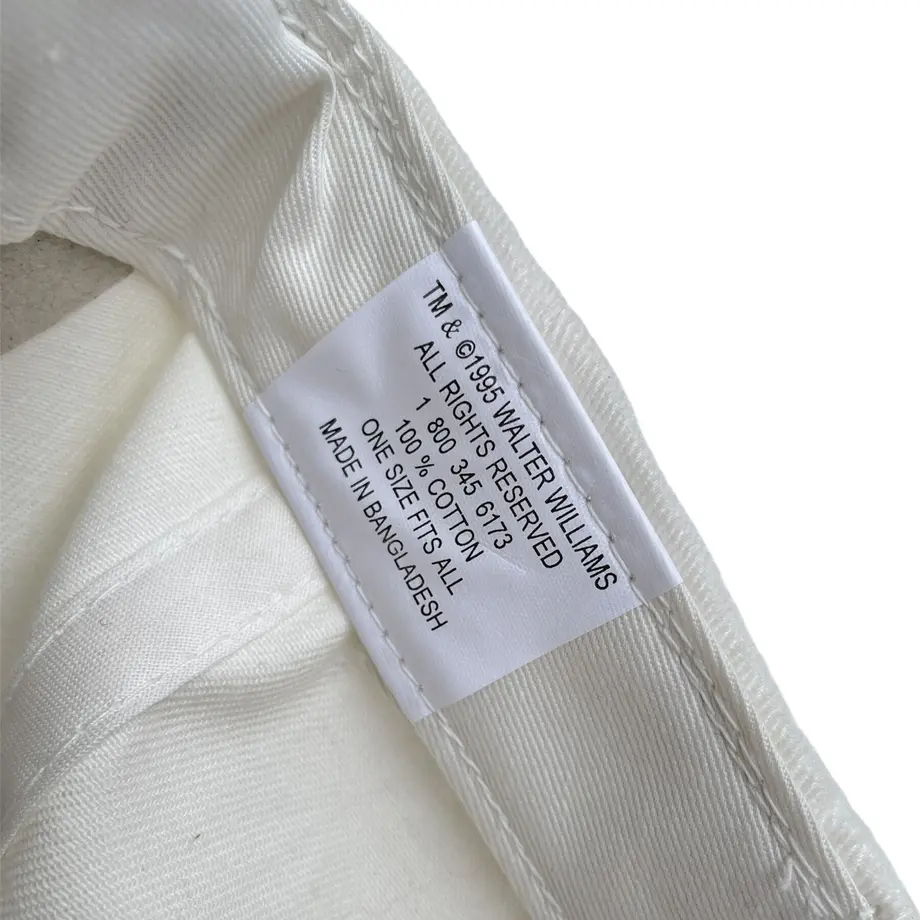 TM & ©1995 WALTER WILLIAMS
ALL RIGHTS RESERVED
1 800 345 6173
100 % COTTON
ONE SIZE FITS ALL
MADE IN BANGLADESH